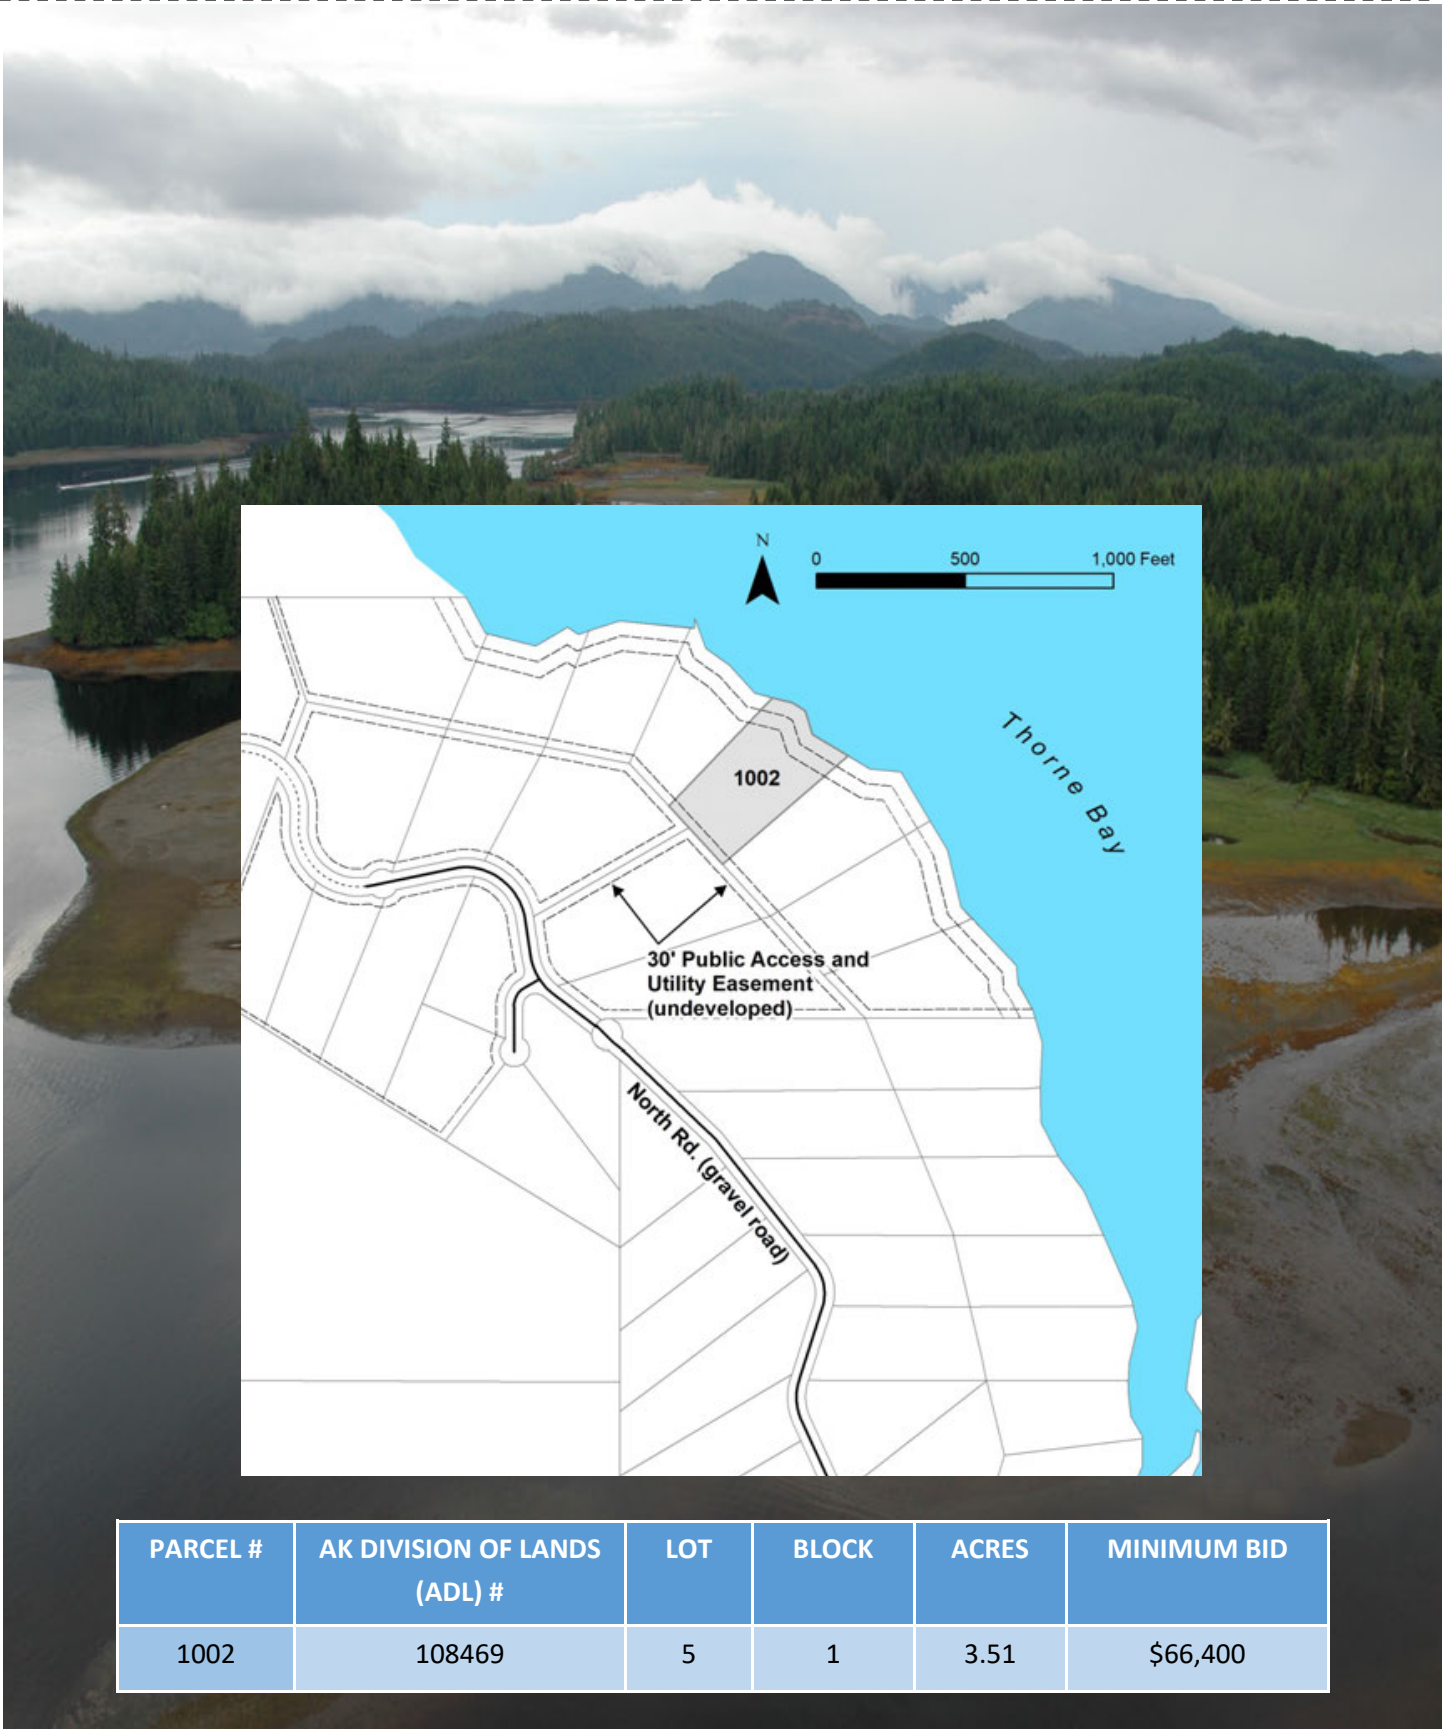 N
0 500 1,000 Feet
Thorne Bay
1002
30' Public Access and
Utility Easement
(undeveloped)
North Rd. (gravel road)
PARCEL # AK DIVISION OF LANDS (ADL) # LOT BLOCK ACRES MINIMUM BID
1002 108469 5 1 3.51 $66,400